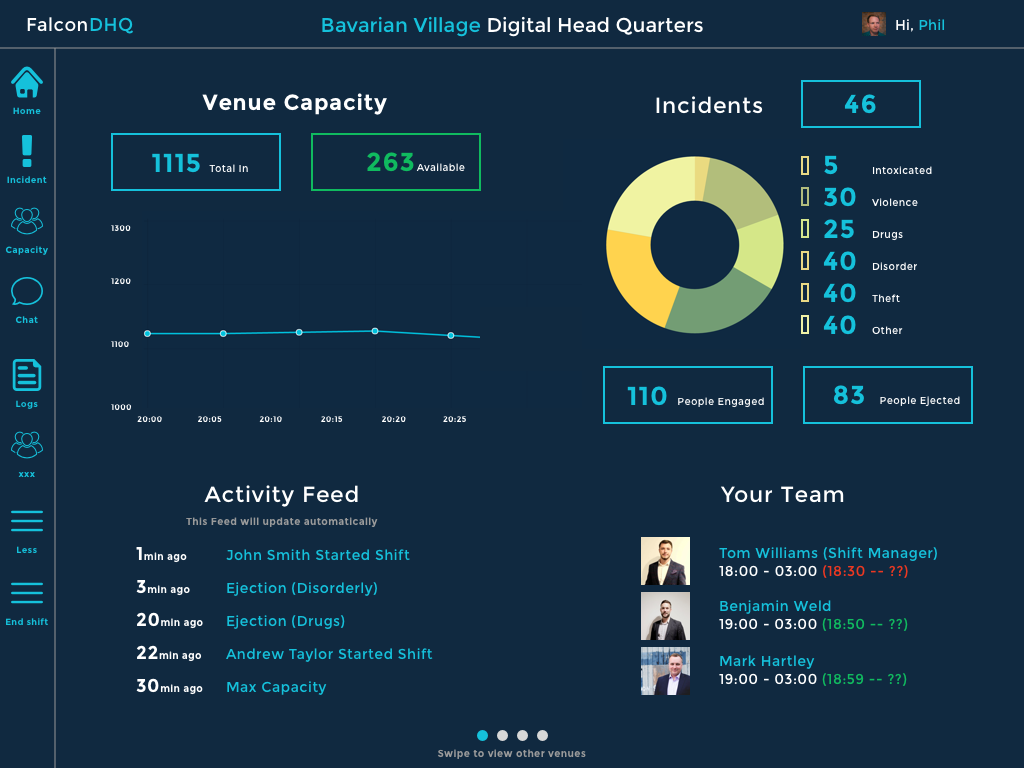 FalconDHQ
Bavarian Village Digital Head Quarters
Hi, Phil
Home
Incident
Capacity
Chat
Logs
xxx
Less
End shift
Venue Capacity
1115 Total In
263 Available
1300
1200
1100
1000
20:00 20:05 20:10 20:15 20:20 20:25
Incidents
46
5 Intoxicated
30 Violence
25 Drugs
40 Disorder
40 Theft
40 Other
110 People Engaged
83 People Ejected
Activity Feed
This Feed will update automatically
1min ago John Smith Started Shift
3min ago Ejection (Disorderly)
20min ago Ejection (Drugs)
22min ago Andrew Taylor Started Shift
30min ago Max Capacity
Your Team
Tom Williams (Shift Manager)
18:00 - 03:00 (18:30 -- ??)
Benjamin Weld
19:00 - 03:00 (18:50 -- ??)
Mark Hartley
19:00 - 03:00 (18:59 -- ??)
Swipe to view other venues